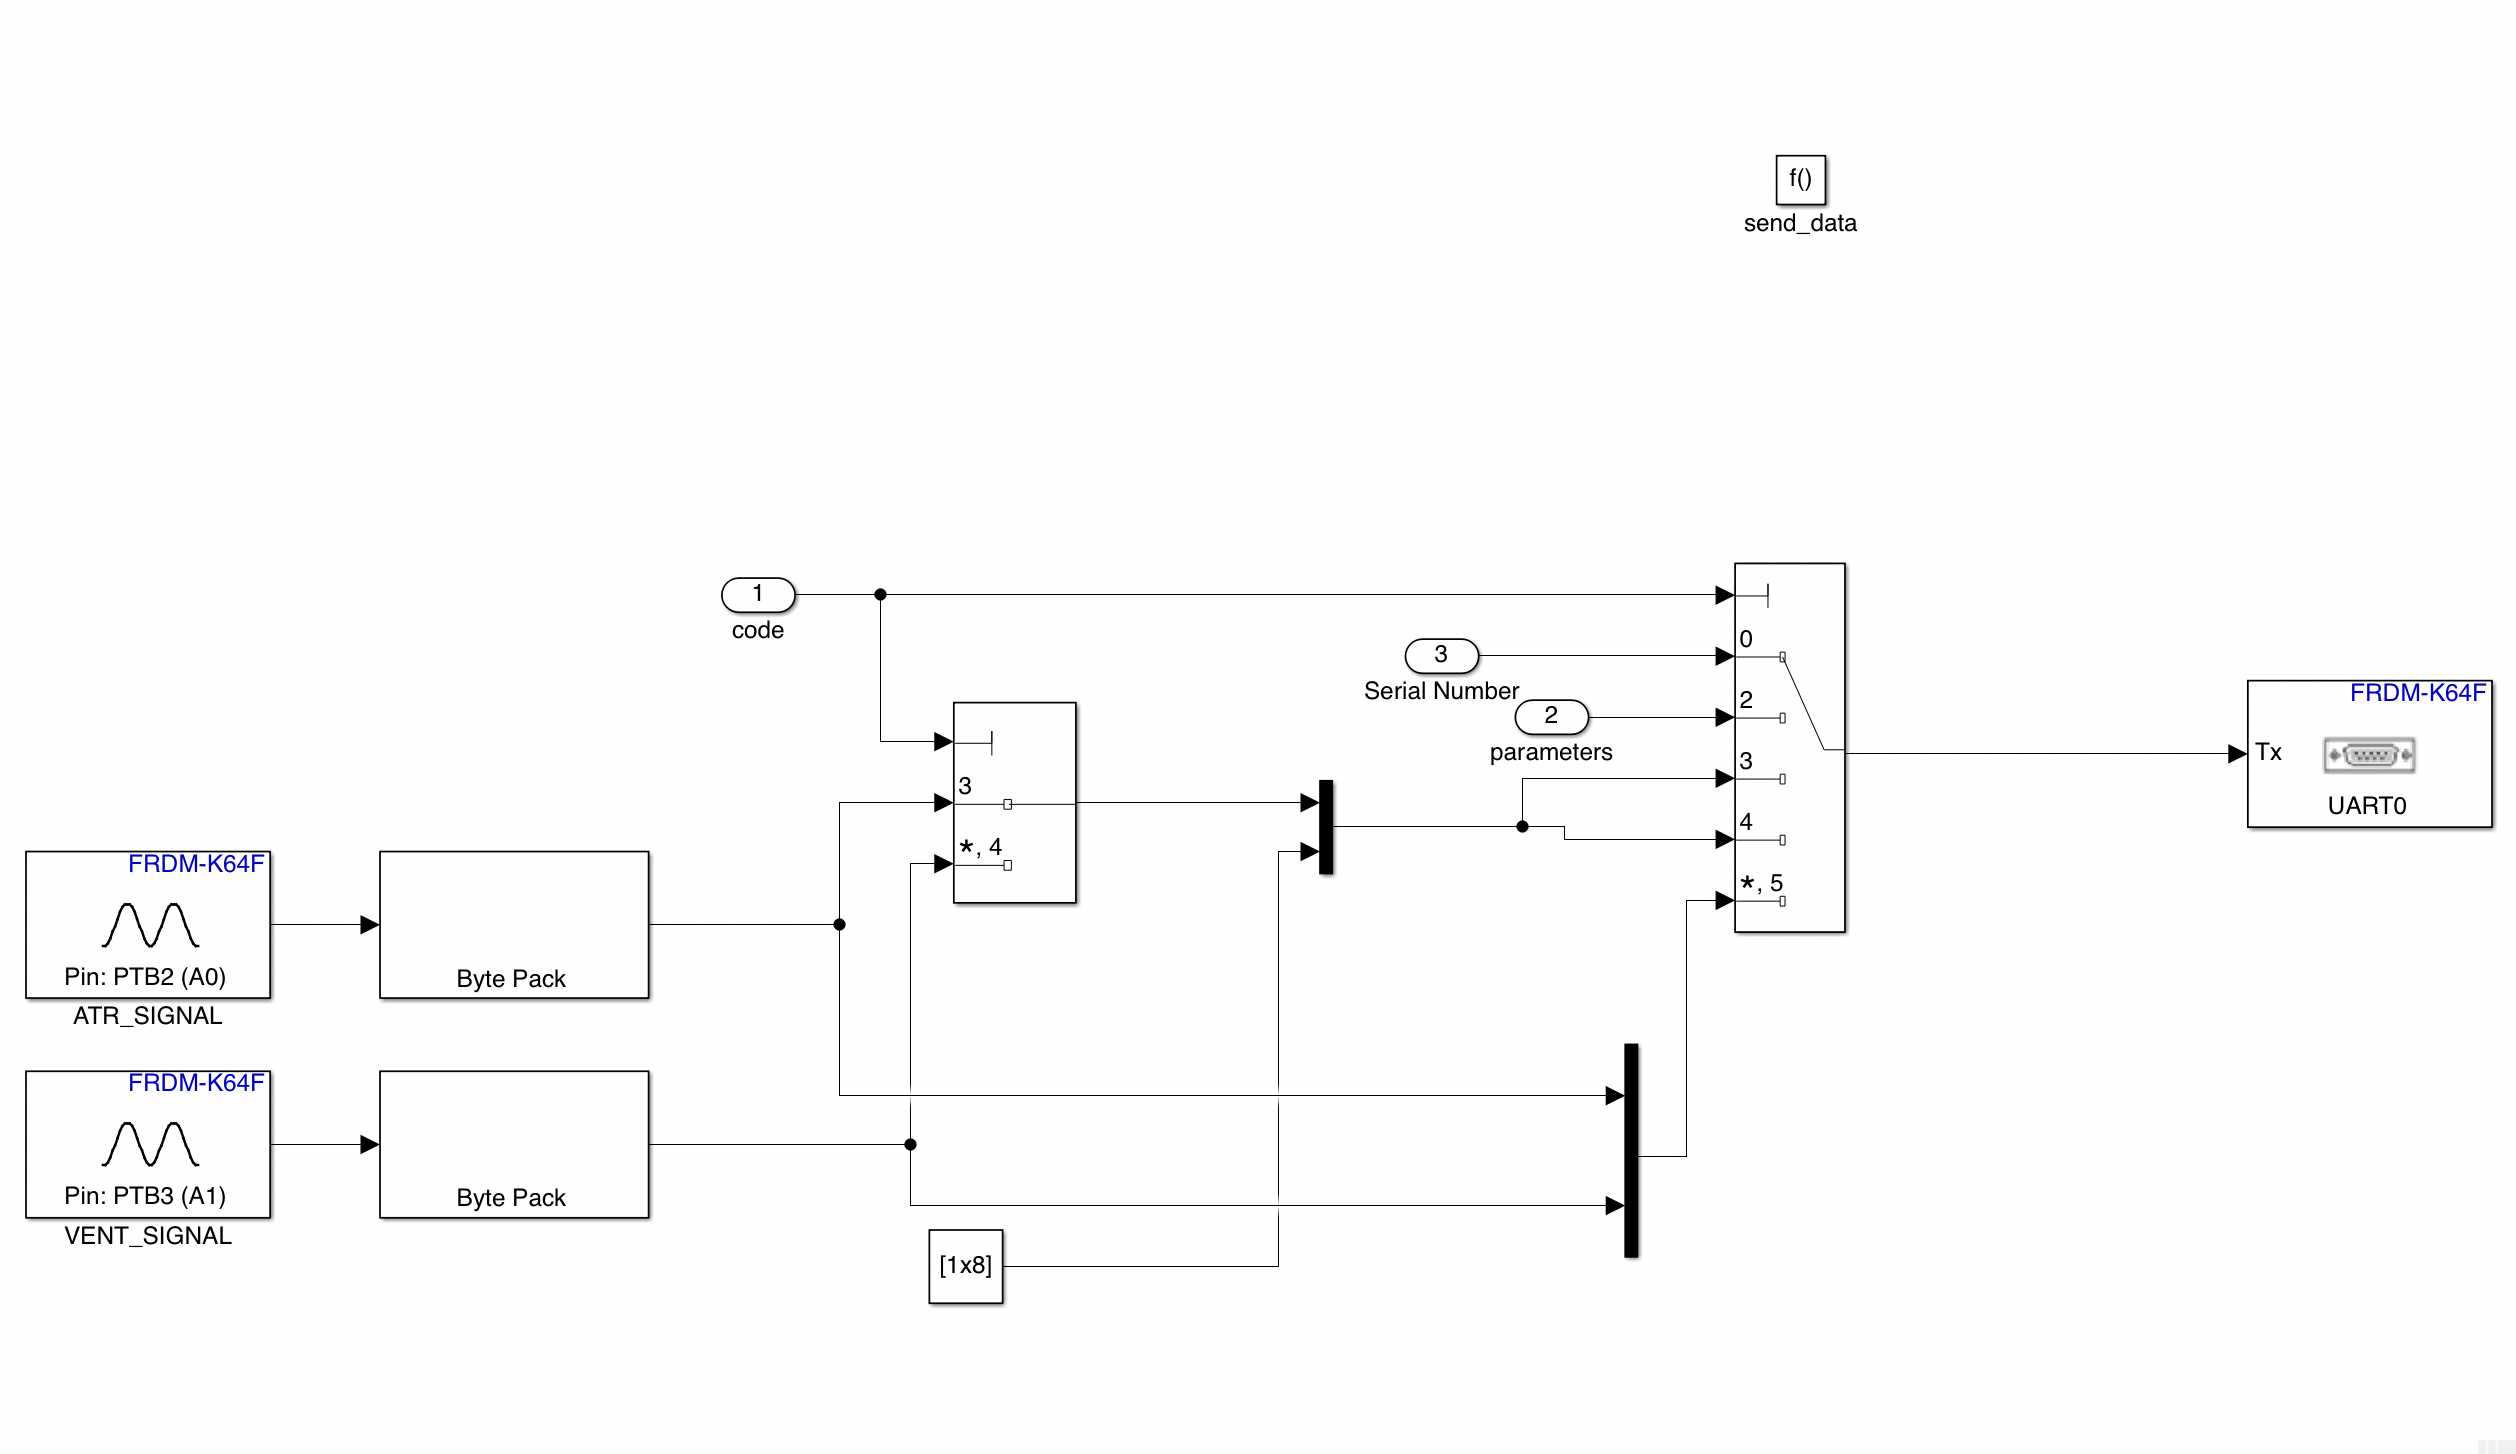 f()
send_data
1
code
0
3
Serial Number
2
2
parameters
FRDM-K64F
Tx
UART0
3
3
4
*, 4
*, 5
FRDM-K64F
Pin: PTB2 (A0)
ATR_SIGNAL
Byte Pack
FRDM-K64F
Pin: PTB3 (A1)
VENT_SIGNAL
Byte Pack
[1x8]